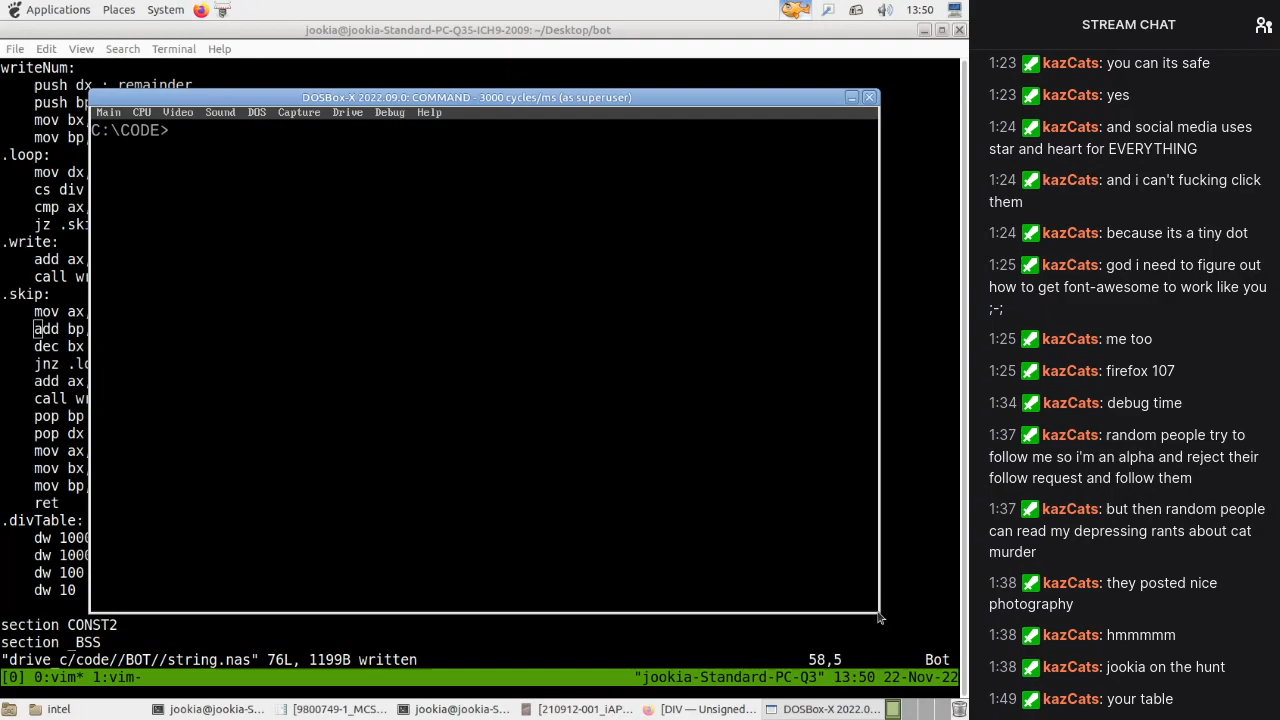 Applications Places System 13:50
jookia@jookia-Standard-PC-Q35-ICH9-2009: ~/Desktop/bot
File Edit View Search Terminal Help
writeNum:
push dx ; remainder
push bp
mov bx,
mov bp,
.loop:
mov dx,
cs div
cmp ax,
jz .ski
.write:
add ax,
call wr
.skip:
mov ax,
add bp,
dec bx
jnz .lo
add ax,
call wr
pop bp
pop dx
mov ax,
mov bx,
mov bp,
ret
.divTable:
dw 1000
dw 1000
dw 100
dw 10
section CONST2
section _BSS
"drive_c/code//BOT//string.nas" 76L, 1199B written 58,5 Bot
[0] 0:vim* 1:vim- "jookia-Standard-PC-Q3" 13:50 22-Nov-22
DOSBox-X 2022.09.0: COMMAND - 3000 cycles/ms (as superuser)
Main CPU Video Sound DOS Capture Drive Debug Help
C:\CODE>
intel jookia@jookia-S... [9800749-1_MCS... jookia@jookia-S... [210912-001_iAP... [DIV — Unsigned... DOSBox-X 2022.0...
STREAM CHAT
1:23 kazCats: you can its safe
1:23 kazCats: yes
1:24 kazCats: and social media uses
star and heart for EVERYTHING
1:24 kazCats: and i can't fucking click
them
1:24 kazCats: because its a tiny dot
1:25 kazCats: god i need to figure out
how to get font-awesome to work like you
;-;
1:25 kazCats: me too
1:25 kazCats: firefox 107
1:34 kazCats: debug time
1:37 kazCats: random people try to
follow me so i'm an alpha and reject their
follow request and follow them
1:37 kazCats: but then random people
can read my depressing rants about cat
murder
1:38 kazCats: they posted nice
photography
1:38 kazCats: hmmmmm
1:38 kazCats: jookia on the hunt
1:49 kazCats: your table